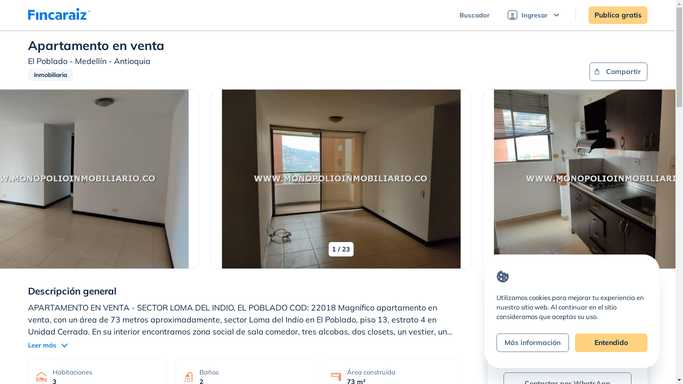 Fincaraiz
Buscador
Ingresar
Publica gratis
Apartamento en venta
El Poblado - Medellín - Antioquia
Inmobiliaria
Compartir
WWW.MONOPOLIOINMOBILIARIO.CO
WWW.MONOPOLIOINMOBILIARIO.CO
WWW.MONOPOLIOINMOBILIA
1 / 23
Descripción general
APARTAMENTO EN VENTA - SECTOR LOMA DEL INDIO, EL POBLADO COD: 22018 Magnífico apartamento en
venta, con un área de 73 metros aproximadamente, sector Loma del Indio en El Poblado, piso 13, estrato 4 en
Unidad Cerrada. En su interior encontramos zona social de sala comedor, tres alcobas, dos closets, un vestier, un...
Leer más
Habitaciones
3
Baños
2
Área construida
73 m²
Utilizamos cookies para mejorar tu experiencia en
nuestro sitio web. Al continuar en el sitio
consideramos que aceptas su uso.
Más información
Entendido
Contactar por WhatsApp